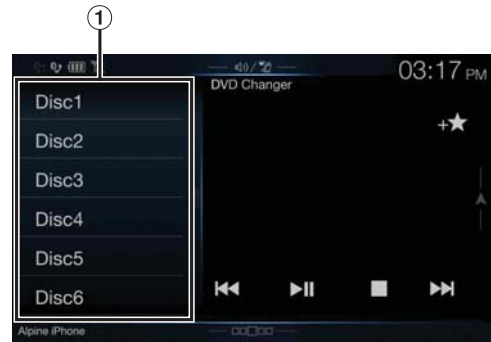 ①
03:17 PM
DVD Changer
Disc1
Disc2
Disc3
Disc4
Disc5
Disc6
Alpine iPhone